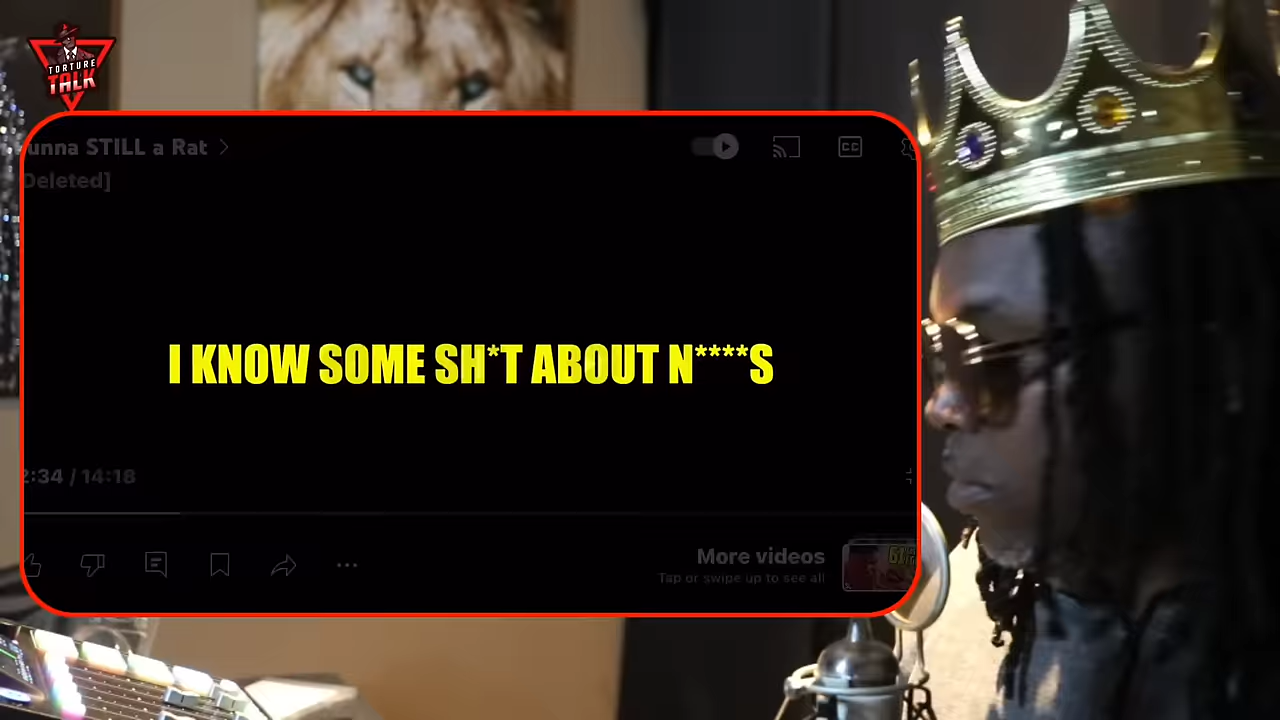 TORTURE
TALK
unna STILL a Rat
Deleted]
CC
I KNOW SOME SH*T ABOUT N****S
2:34 / 14:18
More videos
Tap or swipe up to see all